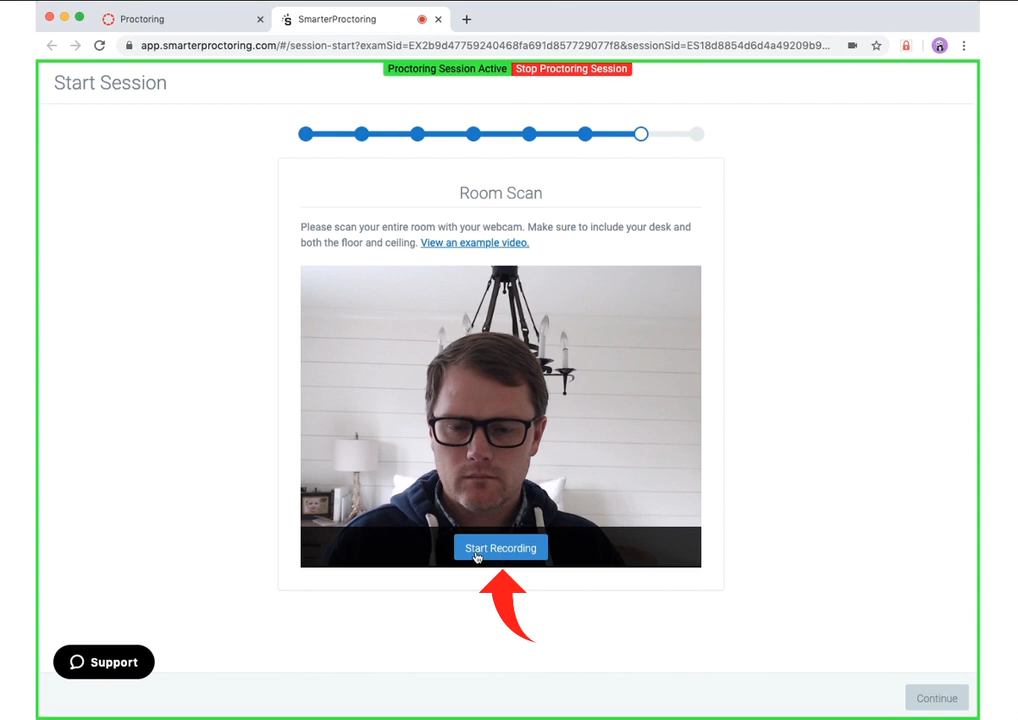 Proctoring
SmarterProctoring
app.smarterproctoring.com/#/session-start?examSid=EX2b9d47759240468fa691d857729077f8&sessionSid=ES18d8854d6d4a49209b9...
Proctoring Session Active Stop Proctoring Session
Start Session
Room Scan
Please scan your entire room with your webcam. Make sure to include your desk and
both the floor and ceiling. View an example video.
Start Recording
Support
Continue